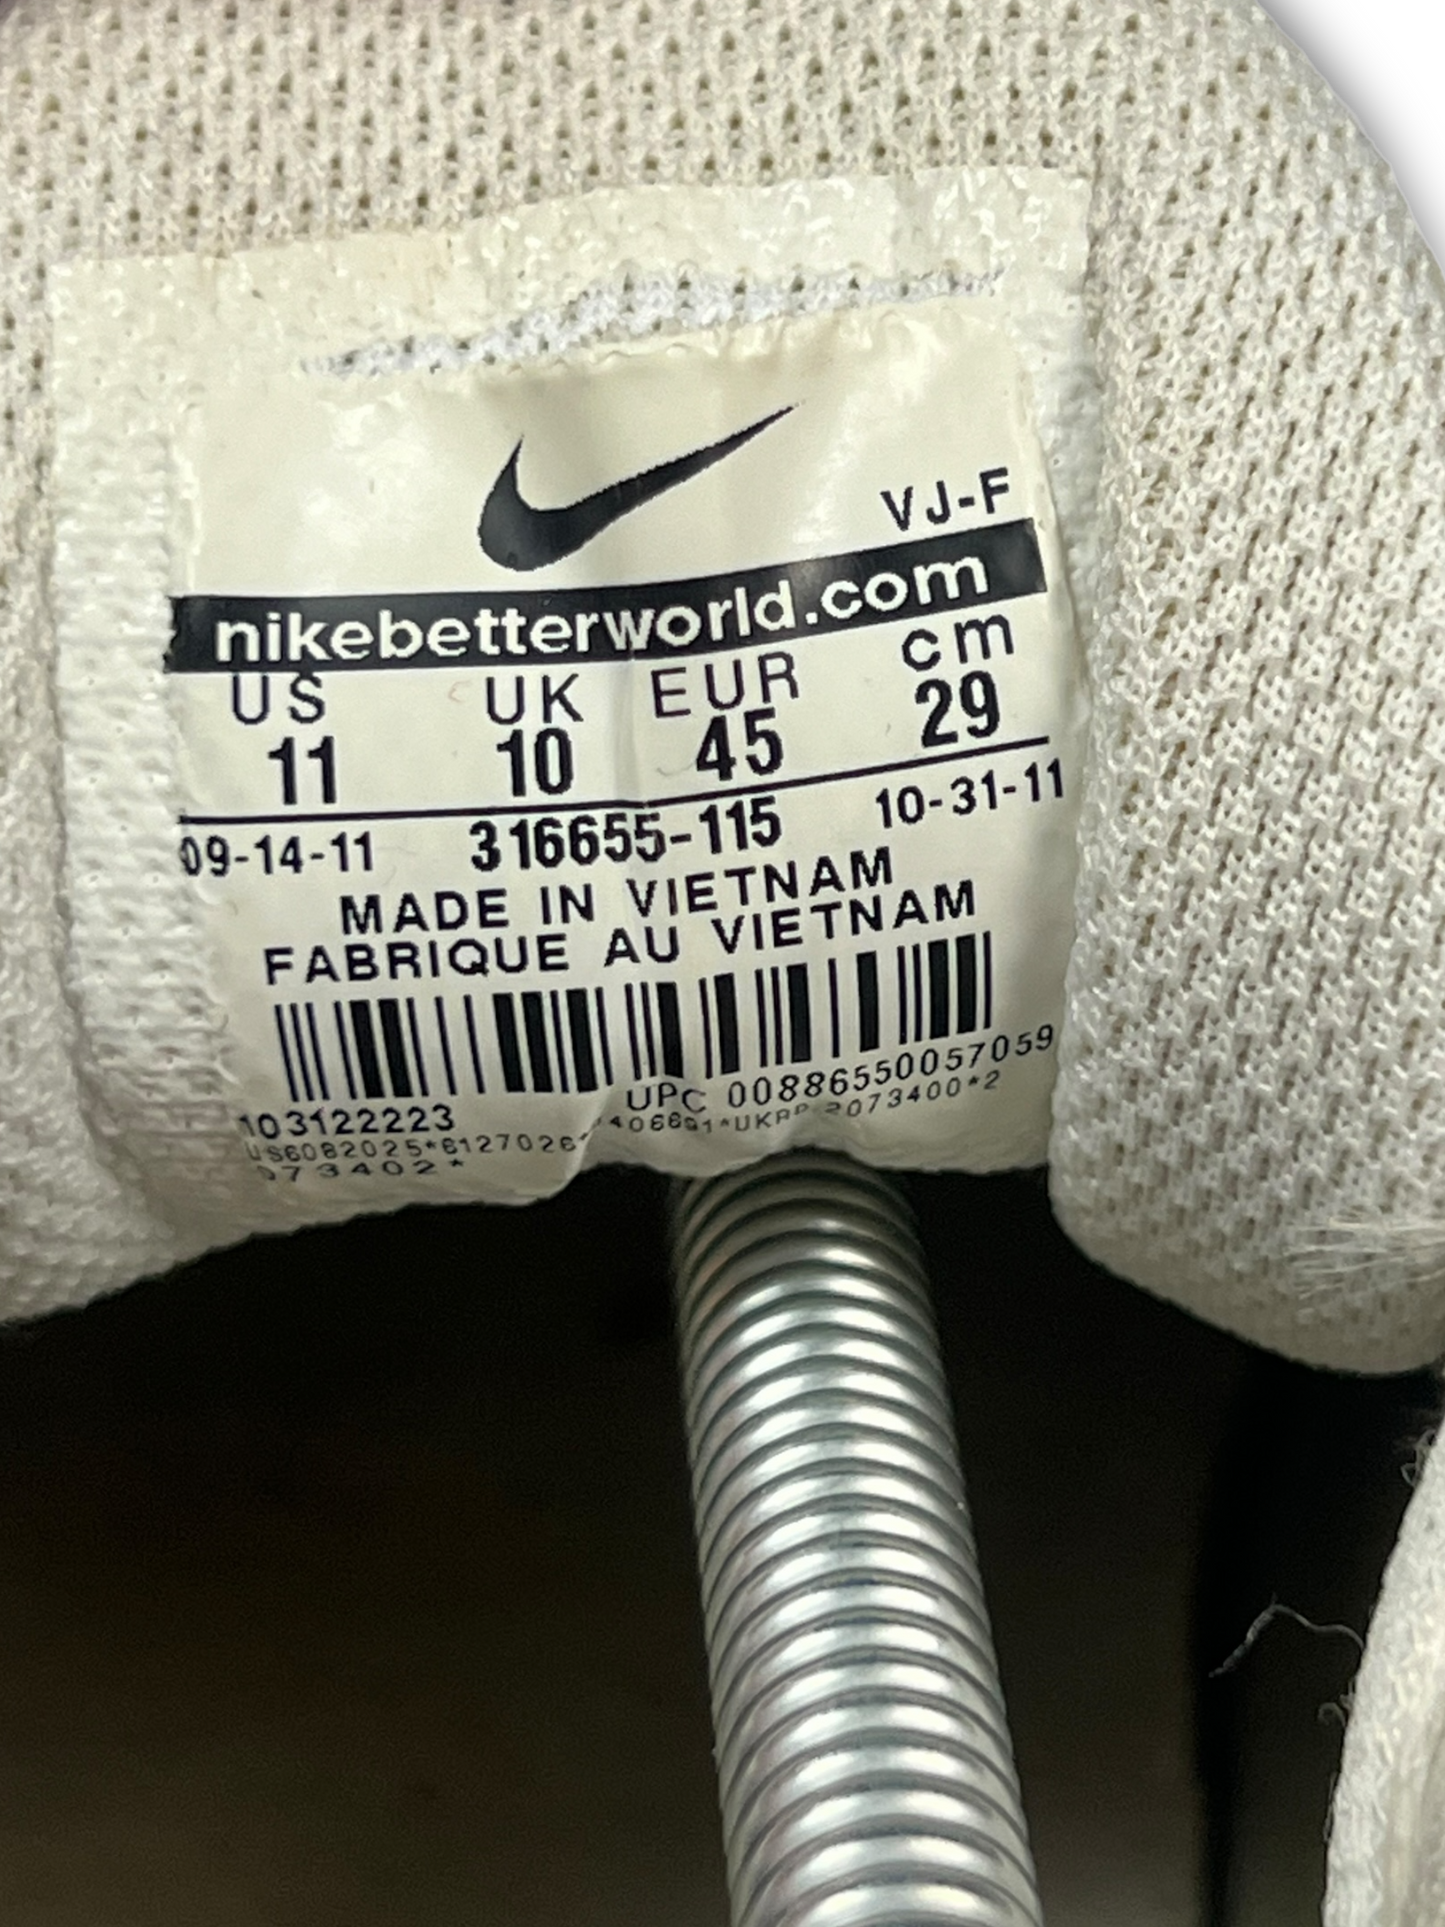 VJ-F
nikebetterworld.com
US UK EUR cm
11 10 45 29
09-14-11 316655-115 10-31-11
MADE IN VIETNAM
FABRIQUE AU VIETNAM
UPC 00886550057059
103122223
073402*